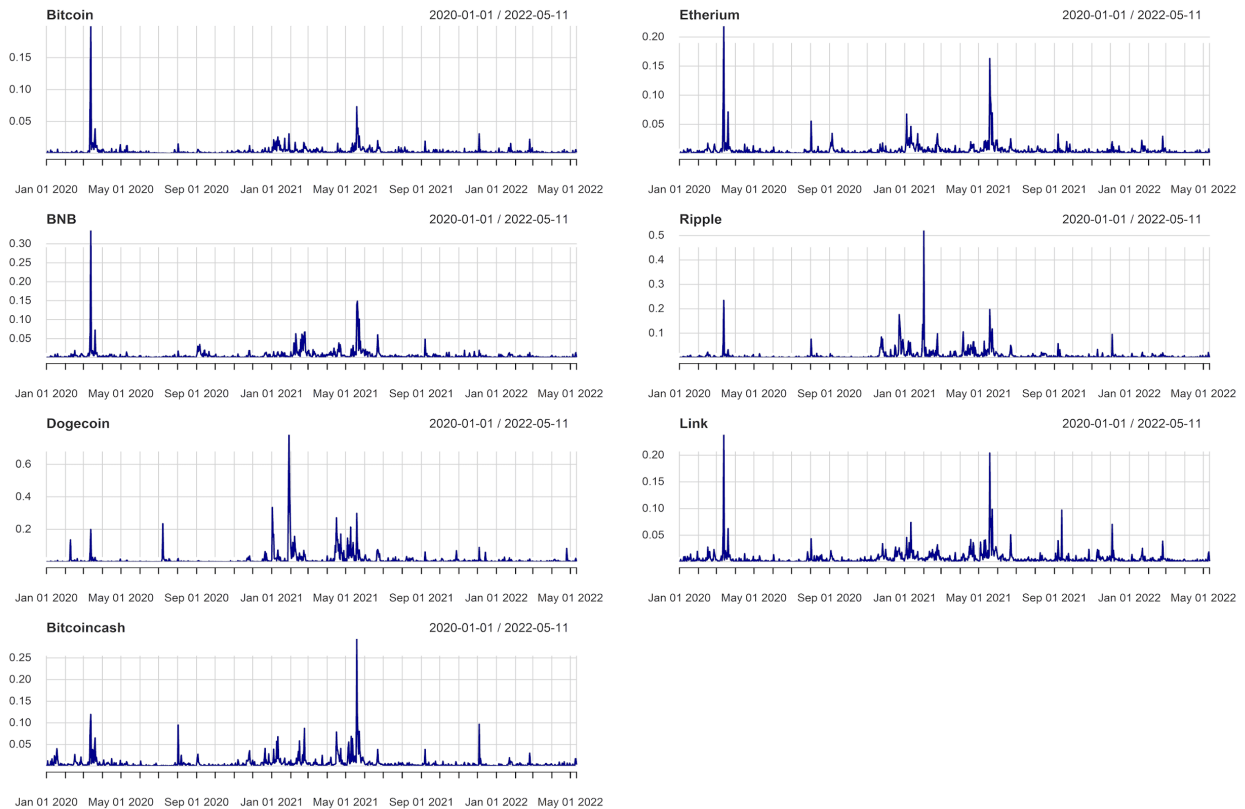 Bitcoin 2020-01-01 / 2022-05-11
0.15
0.10
0.05
Jan 01 2020 May 01 2020 Sep 01 2020 Jan 01 2021 May 01 2021 Sep 01 2021 Jan 01 2022 May 01 2022
Etherium 2020-01-01 / 2022-05-11
0.20
0.15
0.10
0.05
Jan 01 2020 May 01 2020 Sep 01 2020 Jan 01 2021 May 01 2021 Sep 01 2021 Jan 01 2022 May 01 2022
BNB 2020-01-01 / 2022-05-11
0.30
0.25
0.20
0.15
0.10
0.05
Jan 01 2020 May 01 2020 Sep 01 2020 Jan 01 2021 May 01 2021 Sep 01 2021 Jan 01 2022 May 01 2022
Ripple 2020-01-01 / 2022-05-11
0.5
0.4
0.3
0.2
0.1
Jan 01 2020 May 01 2020 Sep 01 2020 Jan 01 2021 May 01 2021 Sep 01 2021 Jan 01 2022 May 01 2022
Dogecoin 2020-01-01 / 2022-05-11
0.6
0.4
0.2
Jan 01 2020 May 01 2020 Sep 01 2020 Jan 01 2021 May 01 2021 Sep 01 2021 Jan 01 2022 May 01 2022
Link 2020-01-01 / 2022-05-11
0.20
0.15
0.10
0.05
Jan 01 2020 May 01 2020 Sep 01 2020 Jan 01 2021 May 01 2021 Sep 01 2021 Jan 01 2022 May 01 2022
Bitcoincash 2020-01-01 / 2022-05-11
0.25
0.20
0.15
0.10
0.05
Jan 01 2020 May 01 2020 Sep 01 2020 Jan 01 2021 May 01 2021 Sep 01 2021 Jan 01 2022 May 01 2022